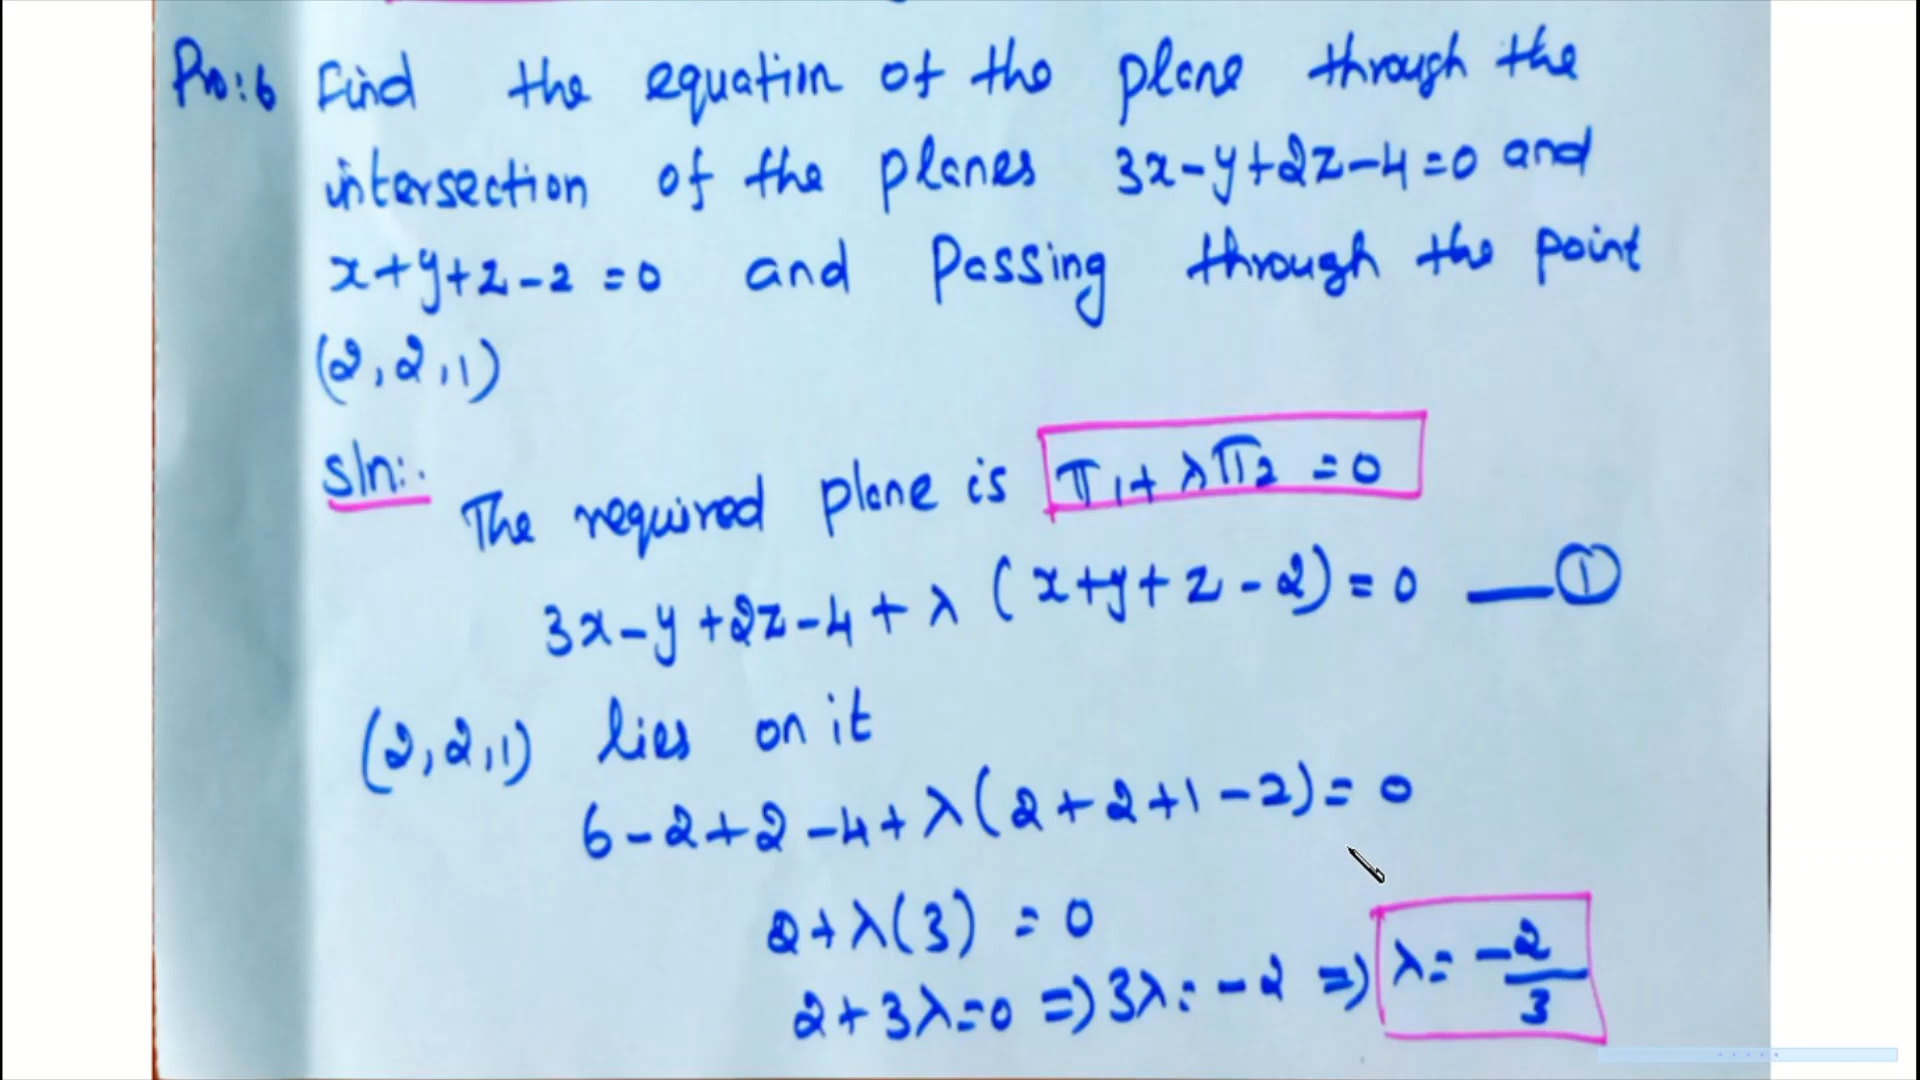 Pro:6 Find the equation of the plane through the
intersection of the planes 3x-y+2z-4=0 and
x+y+z-2=0 and Passing through the point
(2,2,1)
Sln:.
The required plane is π1+λπ2=0
3x-y+2z-4+λ(x+y+z-2)=0 —①
(2,2,1) lies on it
6-2+2-4+λ(2+2+1-2)=0
2+λ(3)=0
2+3λ=0 ⇒ 3λ=-2 ⇒ λ=-2/3